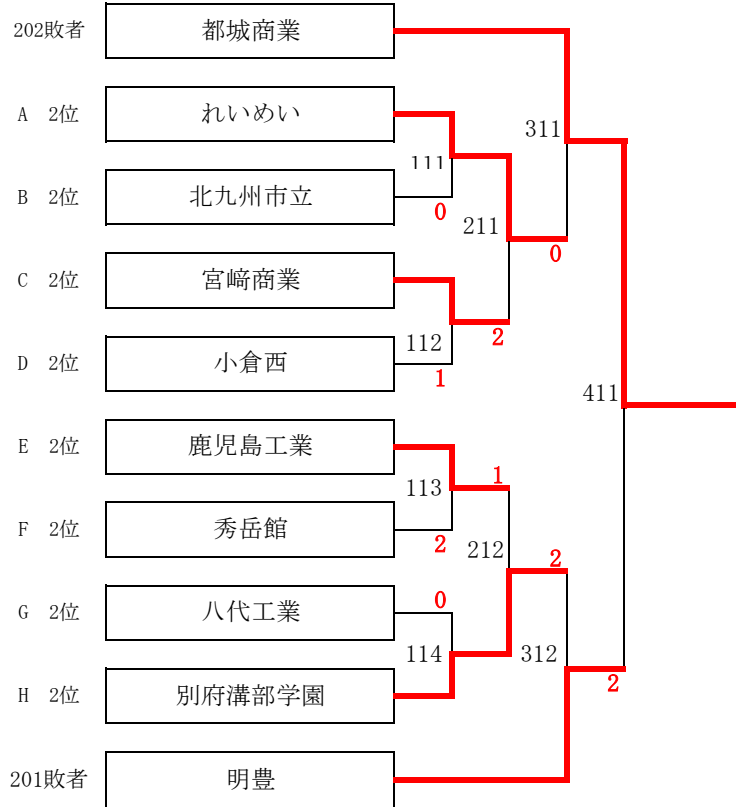 202敗者 都城商業
A 2位 れいめい
311
111
B 2位 北九州市立
0
211
0
C 2位 宮﨑商業
2
112
D 2位 小倉西
1
411
E 2位 鹿児島工業
1
113
F 2位 秀岳館
2
212
2
G 2位 八代工業
0
114
312
2
H 2位 別府溝部学園
201敗者 明豊